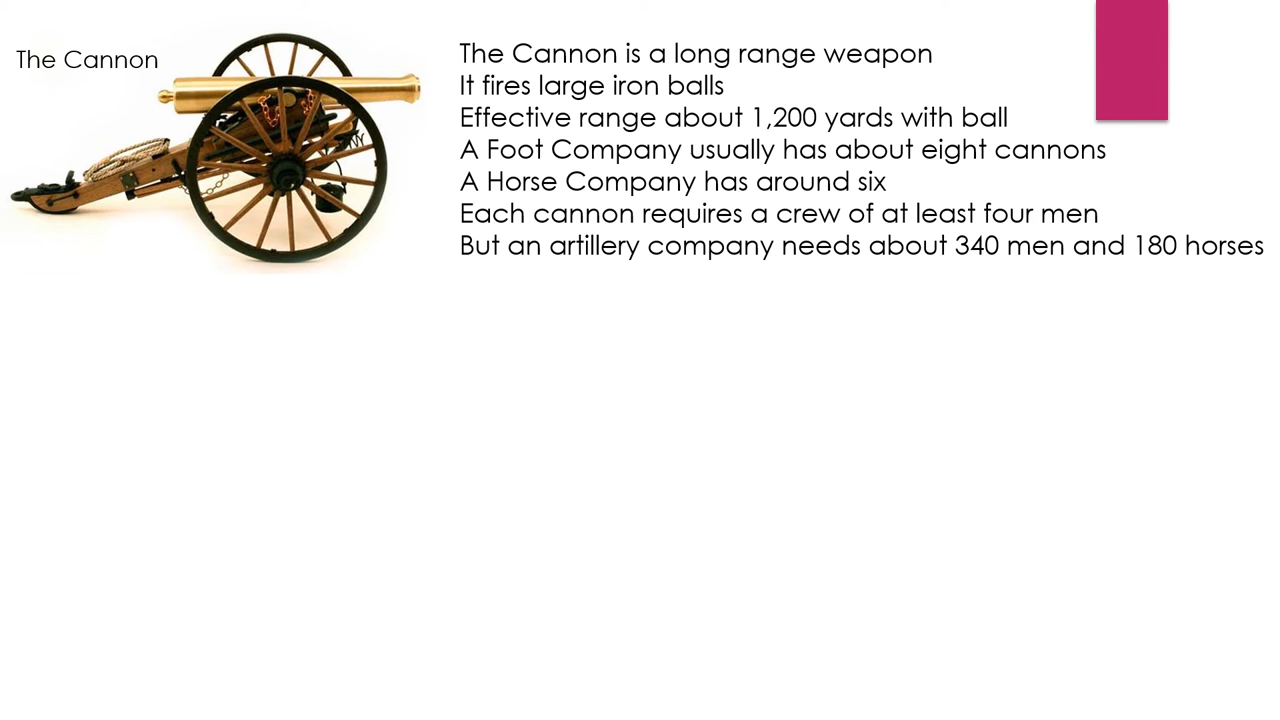 The Cannon
The Cannon is a long range weapon
It fires large iron balls
Effective range about 1,200 yards with ball
A Foot Company usually has about eight cannons
A Horse Company has around six
Each cannon requires a crew of at least four men
But an artillery company needs about 340 men and 180 horses